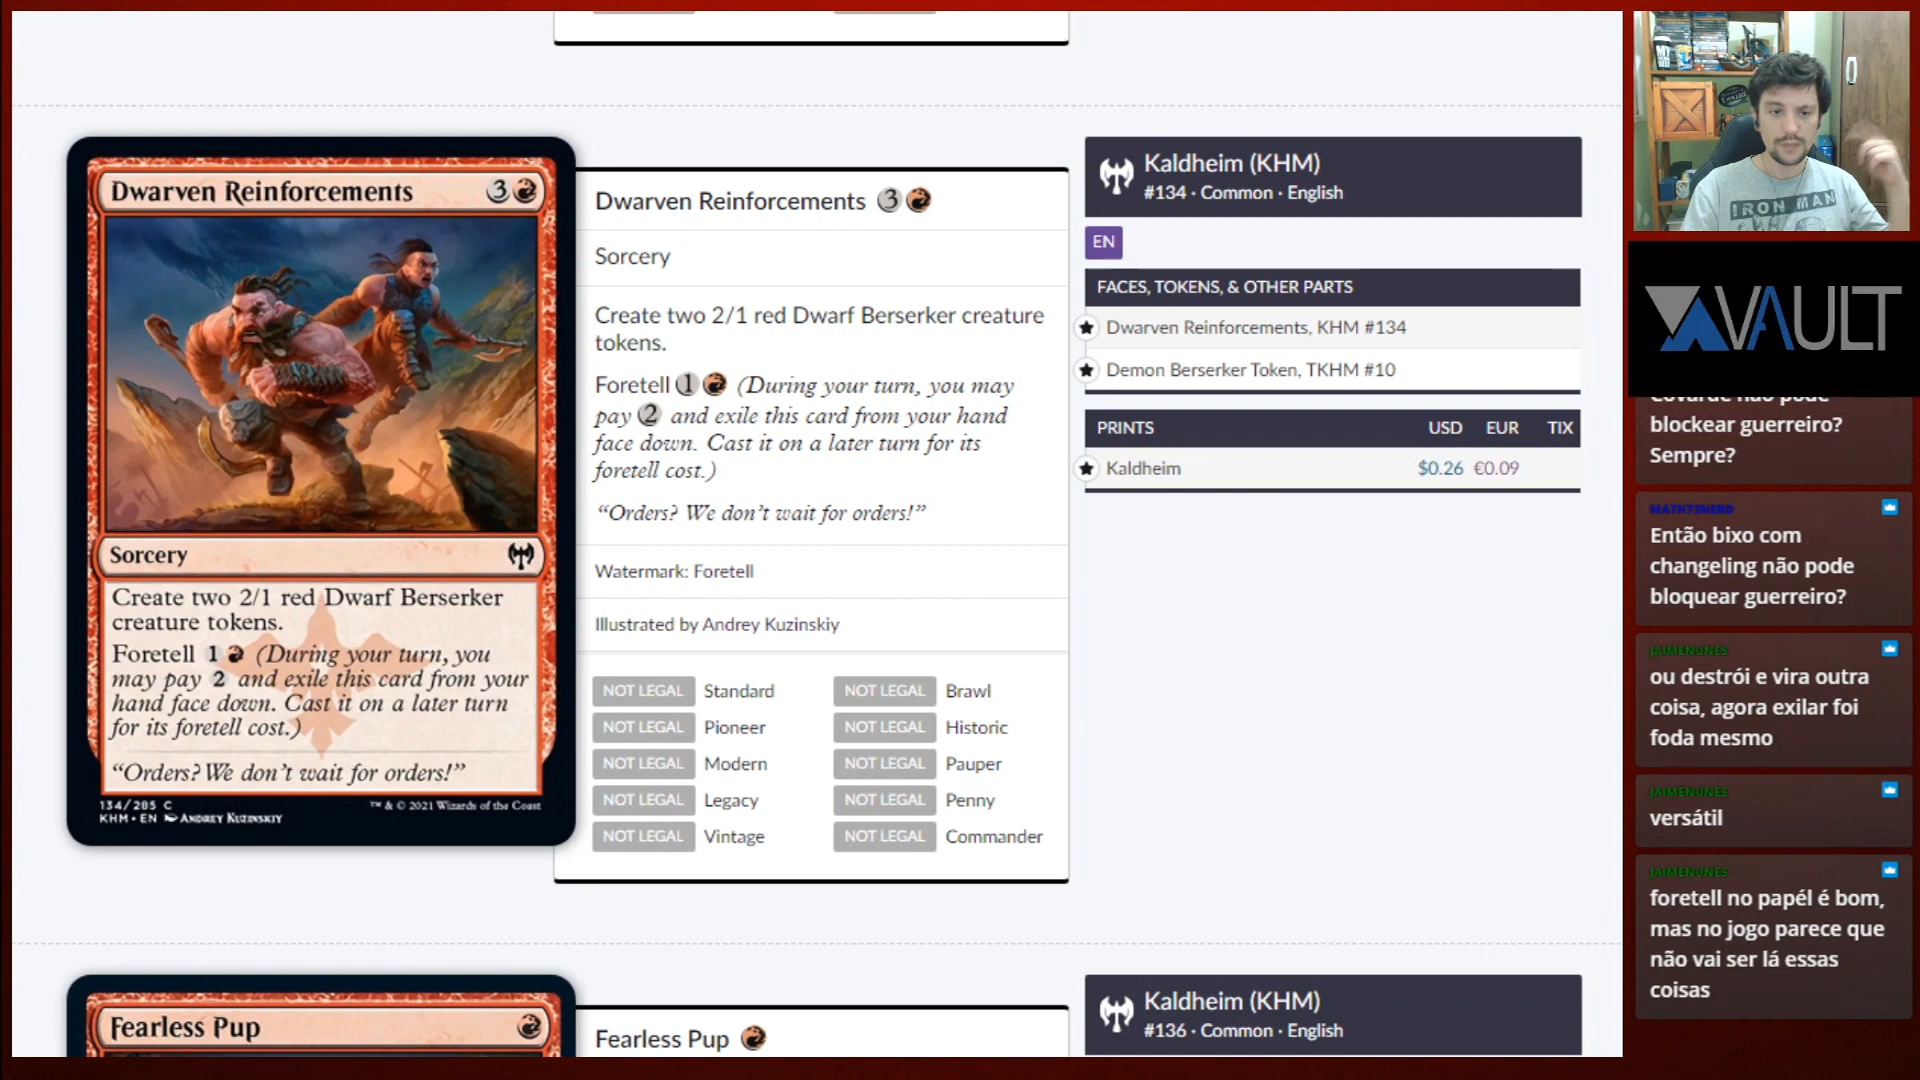 Dwarven Reinforcements 3
Sorcery
Create two 2/1 red Dwarf Berserker
creature tokens.
Foretell 1 (During your turn, you
may pay 2 and exile this card from your
hand face down. Cast it on a later turn
for its foretell cost.)
“Orders? We don’t wait for orders!”
134/285 C
KHM • EN ANDREY KUZINSKIY
™ & © 2021 Wizards of the Coast
Dwarven Reinforcements 3
Sorcery
Create two 2/1 red Dwarf Berserker creature
tokens.
Foretell 1 (During your turn, you may
pay 2 and exile this card from your hand
face down. Cast it on a later turn for its
foretell cost.)
“Orders? We don’t wait for orders!”
Watermark: Foretell
Illustrated by Andrey Kuzinskiy
NOT LEGAL Standard NOT LEGAL Brawl
NOT LEGAL Pioneer NOT LEGAL Historic
NOT LEGAL Modern NOT LEGAL Pauper
NOT LEGAL Legacy NOT LEGAL Penny
NOT LEGAL Vintage NOT LEGAL Commander
Kaldheim (KHM)
#134 · Common · English
EN
FACES, TOKENS, & OTHER PARTS
Dwarven Reinforcements, KHM #134
Demon Berserker Token, TKHM #10
PRINTS USD EUR TIX
Kaldheim $0.26 €0.09
Fearless Pup
Fearless Pup
Kaldheim (KHM)
#136 · Common · English
IRON MAN
VAULT
Covarde não pode
blockear guerreiro?
Sempre?
MATH73NERD
Então bixo com
changeling não pode
bloquear guerreiro?
JAIMENUNES
ou destrói e vira outra
coisa, agora exilar foi
foda mesmo
JAIMENUNES
versátil
JAIMENUNES
foretell no papél é bom,
mas no jogo parece que
não vai ser lá essas
coisas